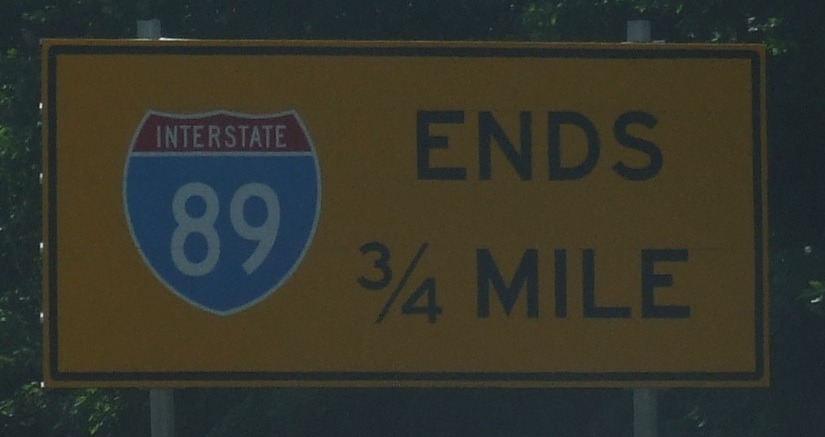 INTERSTATE
89
ENDS
3/4 MILE